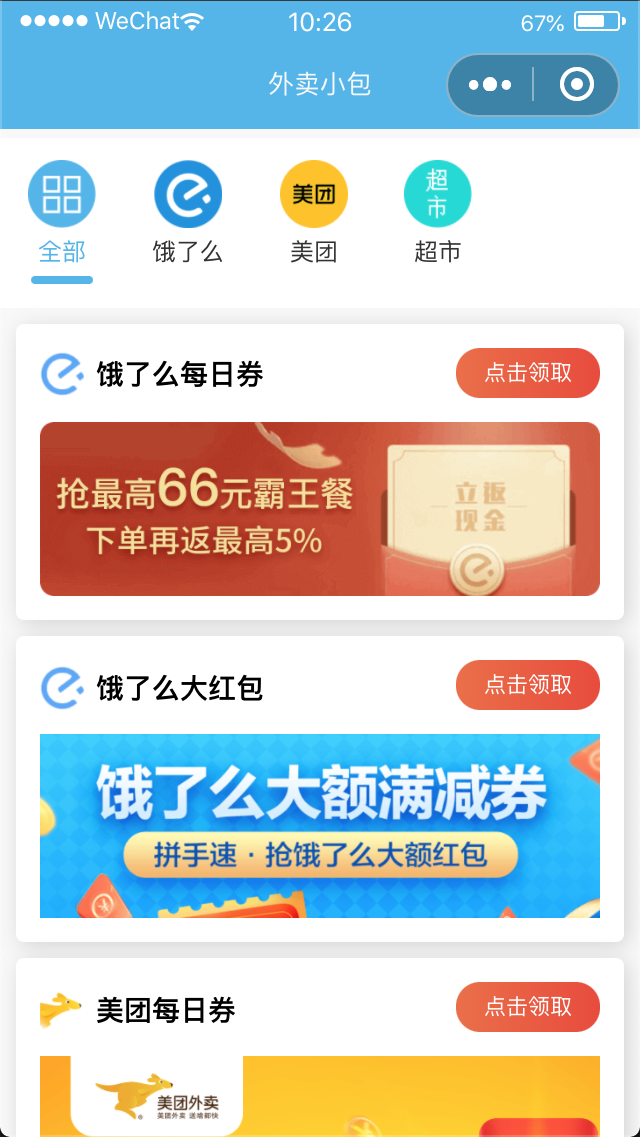 WeChat 10:26 67%
外卖小包
美团 超
市
全部 饿了么 美团 超市
饿了么每日券 点击领取
抢最高66元霸王餐
下单再返最高5%
立返
现金
饿了么大红包 点击领取
饿了么大额满减券
拼手速·抢饿了么大额红包
美团每日券 点击领取
美团外卖
美团外卖 送啥都快